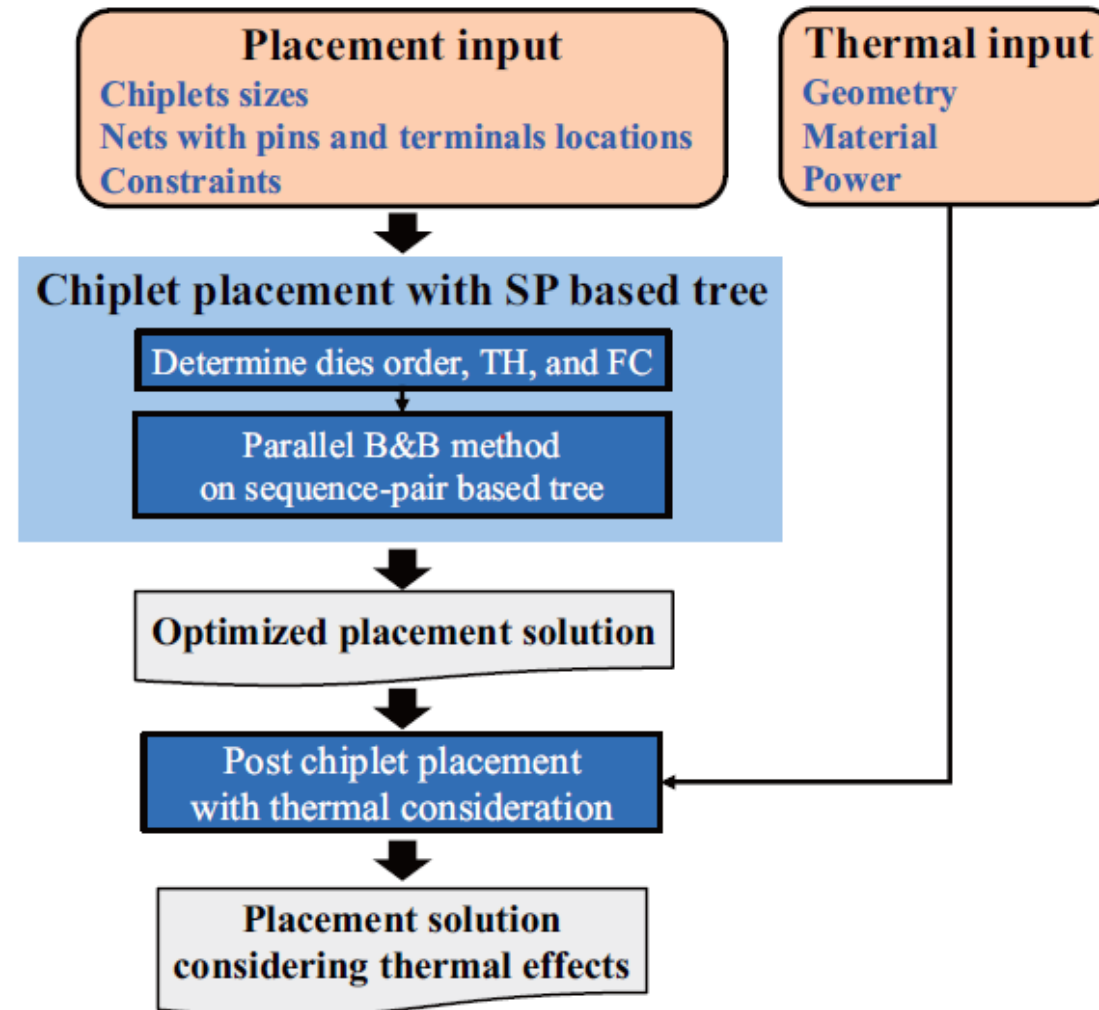 Placement input
Chiplets sizes
Nets with pins and terminals locations
Constraints
Thermal input
Geometry
Material
Power
Chiplet placement with SP based tree
Determine dies order, TH, and FC
Parallel B&B method
on sequence-pair based tree
Optimized placement solution
Post chiplet placement
with thermal consideration
Placement solution
considering thermal effects